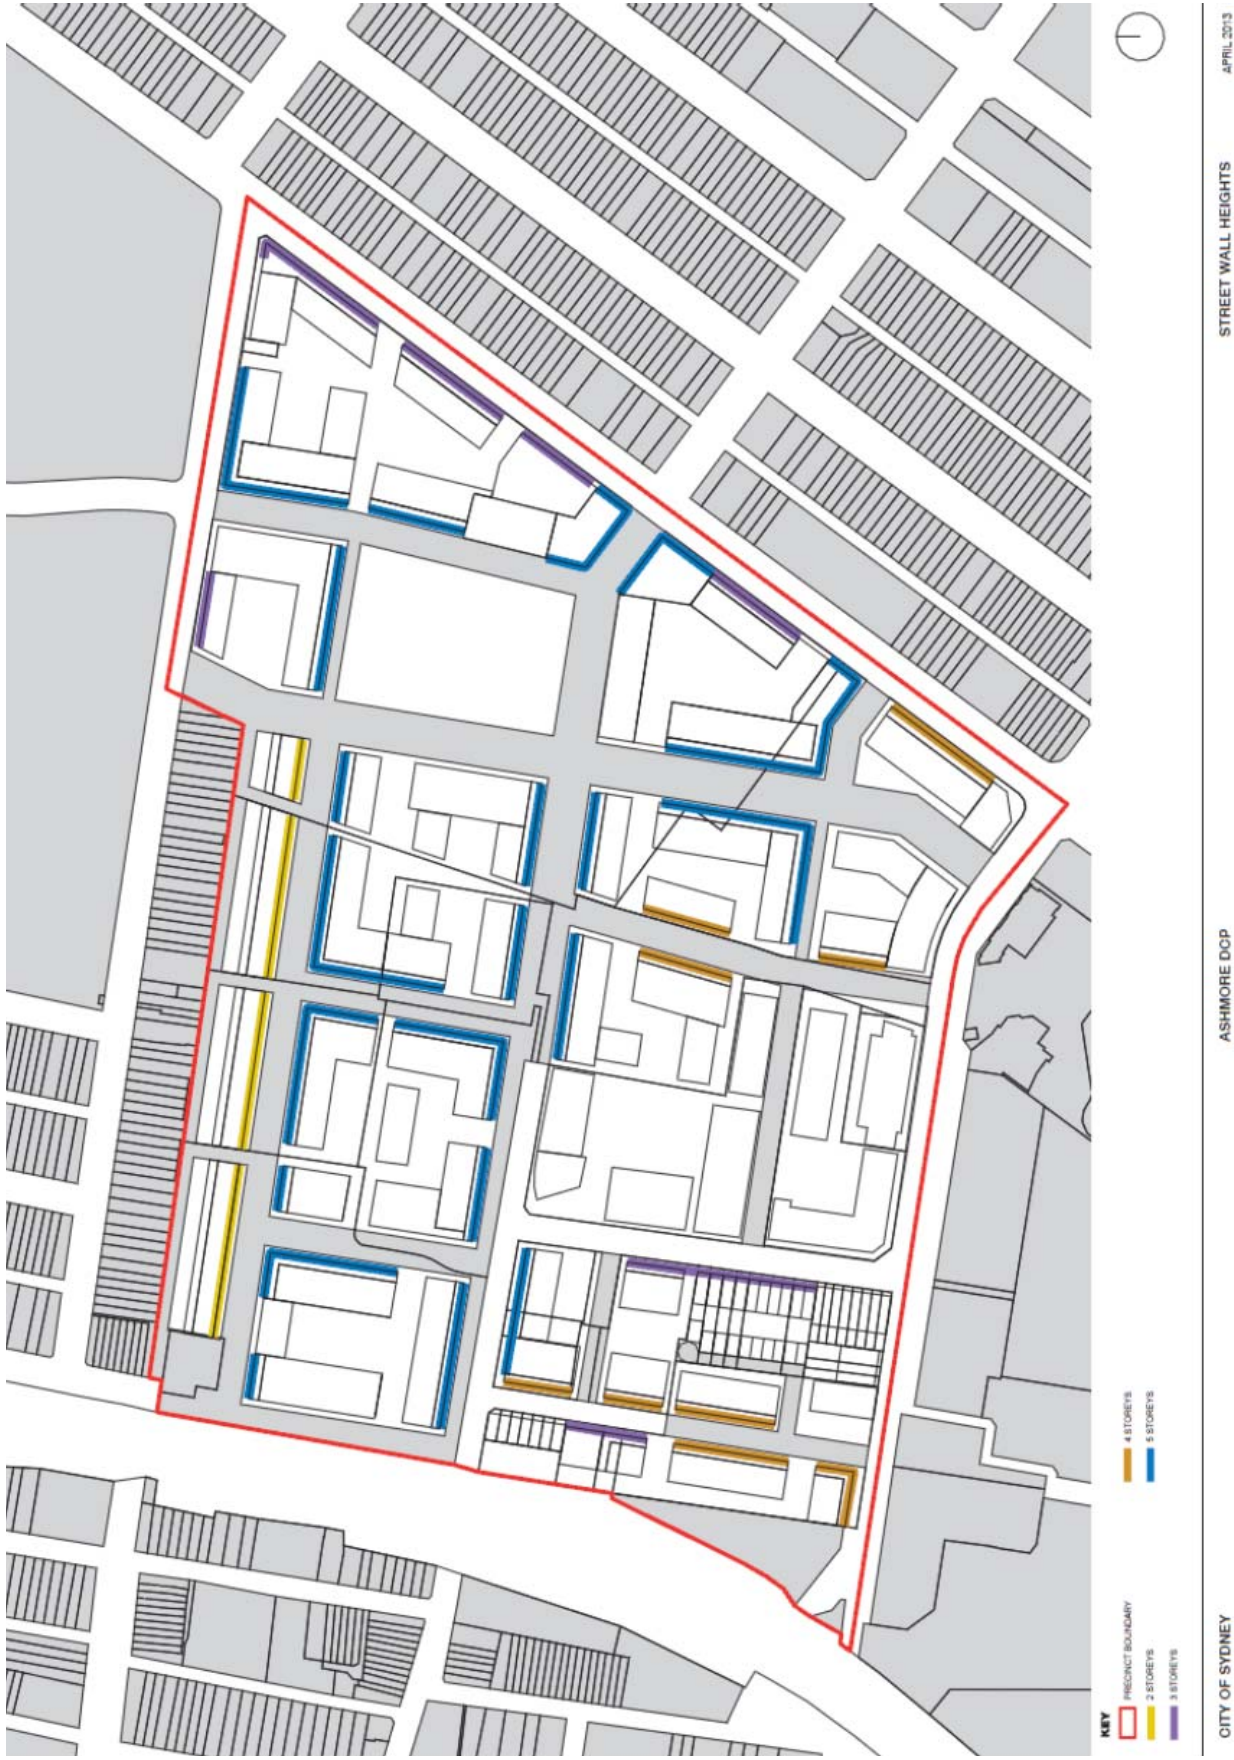 KEY
PRECINCT BOUNDARY
2 STOREYS
3 STOREYS
4 STOREYS
5 STOREYS
CITY OF SYDNEY
ASHMORE DCP
STREET WALL HEIGHTS
APRIL 2013